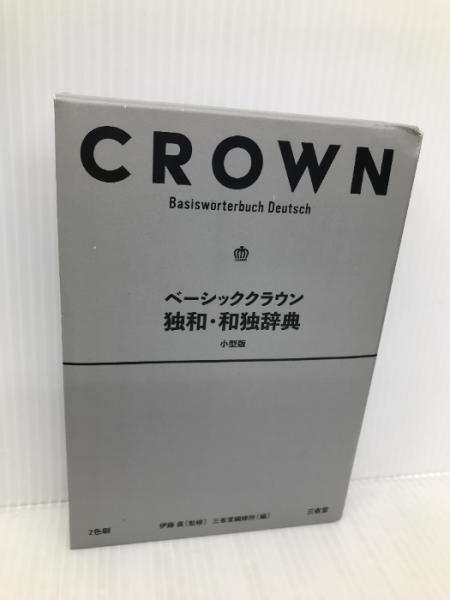 CROWN
Basiswörterbuch Deutsch
ベーシッククラウン
独和・和独辞典
小型版
2色刷
伊藤 眞[監修] 三省堂編修所[編]
三省堂